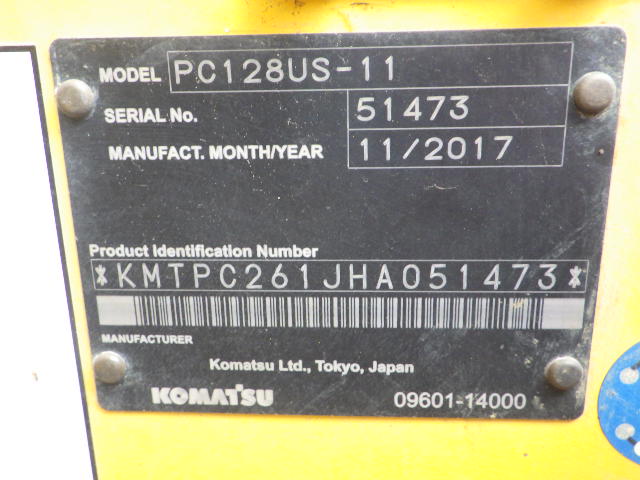 MODEL PC128US-11
SERIAL No. 51473
MANUFACT. MONTH/YEAR 11/2017
Product Identification Number
*KMTPC261JHA051473*
MANUFACTURER
Komatsu Ltd., Tokyo, Japan
KOMATSU 09601-14000